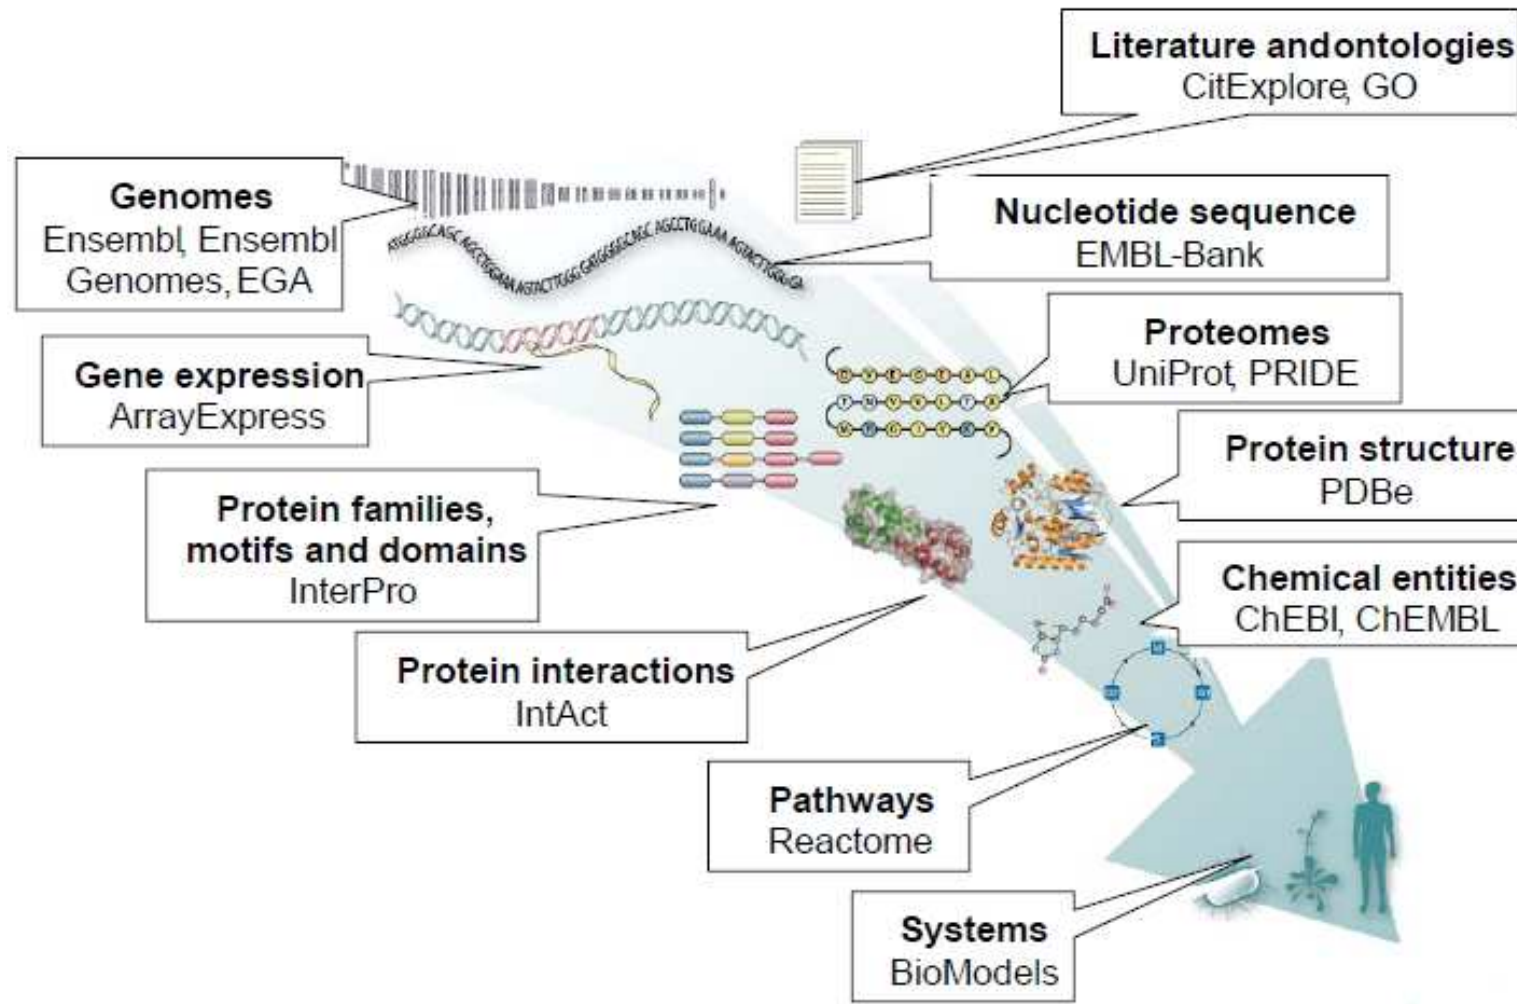 Literature andontologies
CitExplore, GO
Genomes
Ensembl, Ensembl
Genomes, EGA
Nucleotide sequence
EMBL-Bank
Proteomes
UniProt, PRIDE
Gene expression
ArrayExpress
Protein structure
PDBe
Protein families,
motifs and domains
InterPro
Chemical entities
ChEBI, ChEMBL
Protein interactions
IntAct
Pathways
Reactome
Systems
BioModels